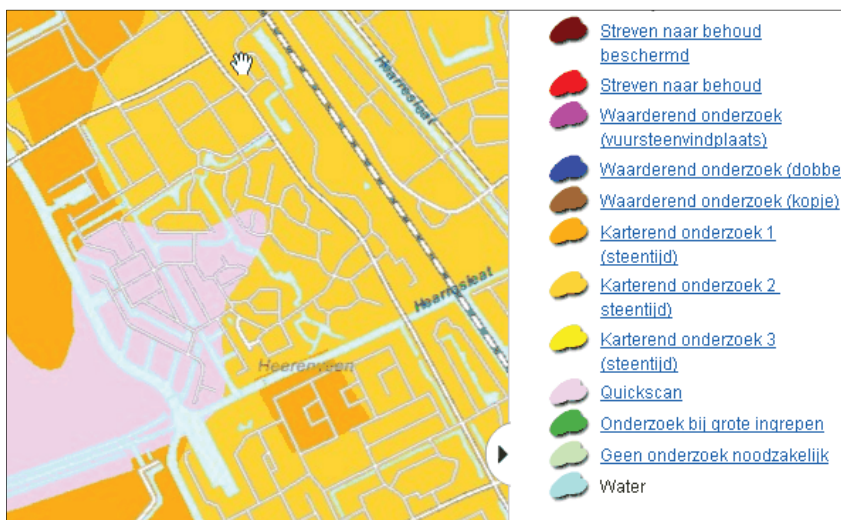 Hearresleat
Hearresleat
Heerenveen
Streven naar behoud
beschermd
Streven naar behoud
Waarderend onderzoek
(vuursteenvindplaats)
Waarderend onderzoek (dobbe
Waarderend onderzoek (kopje)
Karterend onderzoek 1
(steentijd)
Karterend onderzoek 2
steentijd)
Karterend onderzoek 3
(steentijd)
Quickscan
Onderzoek bij grote ingrepen
Geen onderzoek noodzakelijk
Water